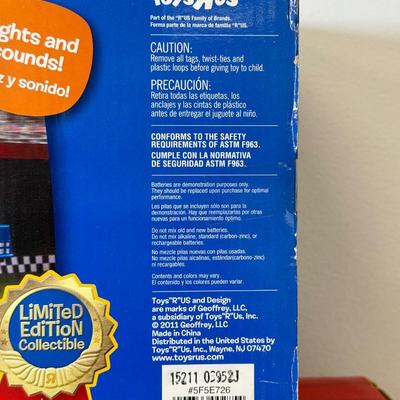 ghts and
ounds!
z y sonido!
Toys"R"Us
Part of the "R"US Family of Brands.
Forma parte de la marca de familia "R"US.
CAUTION:
Remove all tags, twist-ties and
plastic loops before giving toy to child.
PRECAUCIÓN:
Retira todas las etiquetas, los
anclajes y las cintas de plástico
antes de entregar el juguete al niño.
CONFORMS TO THE SAFETY
REQUIREMENTS OF ASTM F963.
CUMPLE CON LA NORMATIVA
DE SEGURIDAD ASTM F963.
Batteries are demonstration purposes only.
They should be replaced upon purchase for optimal
performance.
Las pilas que se incluyen sólo son para la
demostración. Hay que reemplazarlas por otras
nuevas para un funcionamiento óptimo.
Do not mix old and new batteries.
Do not mix alkaline, standard (carbon-zinc), or
rechargeable batteries.
No mezcle pilas nuevas con pilas usadas.
No mezcle pilas alcalinas, estándard (carbono-zinc)
ni recargables.
Contents and colors may vary.
El contenido y los colores pueden variar.
Toys"R"US and Design
are marks of Geoffrey, LLC,
a subsidiary of Toys"R"Us, Inc.
© 2011 Geoffrey, LLC
Made in China
Distributed in the United States by
Toys"R"Us, Inc., Wayne, NJ 07470
www.toysrus.com
LiMiTeD
EDiTiON
Collectible
R
15211 03952J
#5F5E726